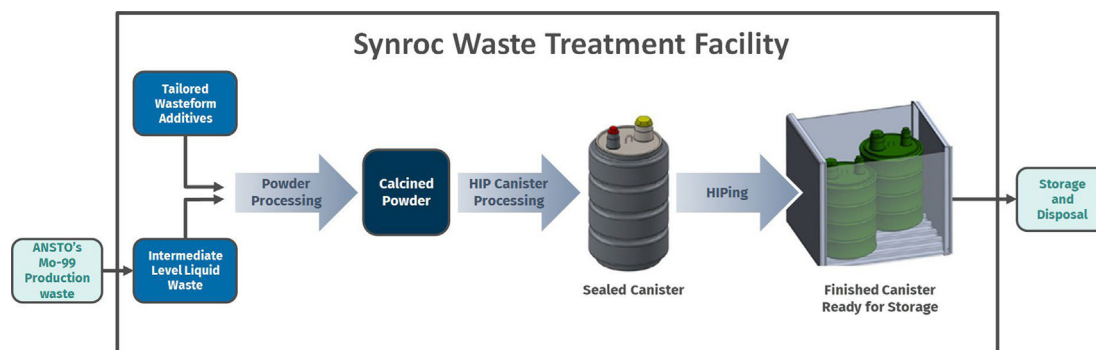 Synroc Waste Treatment Facility
Tailored
Wasteform
Additives
Powder
Processing
Calcined
Powder
HIP Canister
Processing
HIPing
Storage
and
Disposal
ANSTO's
Mo-99
Production
waste
Intermediate
Level Liquid
Waste
Sealed Canister
Finished Canister
Ready for Storage